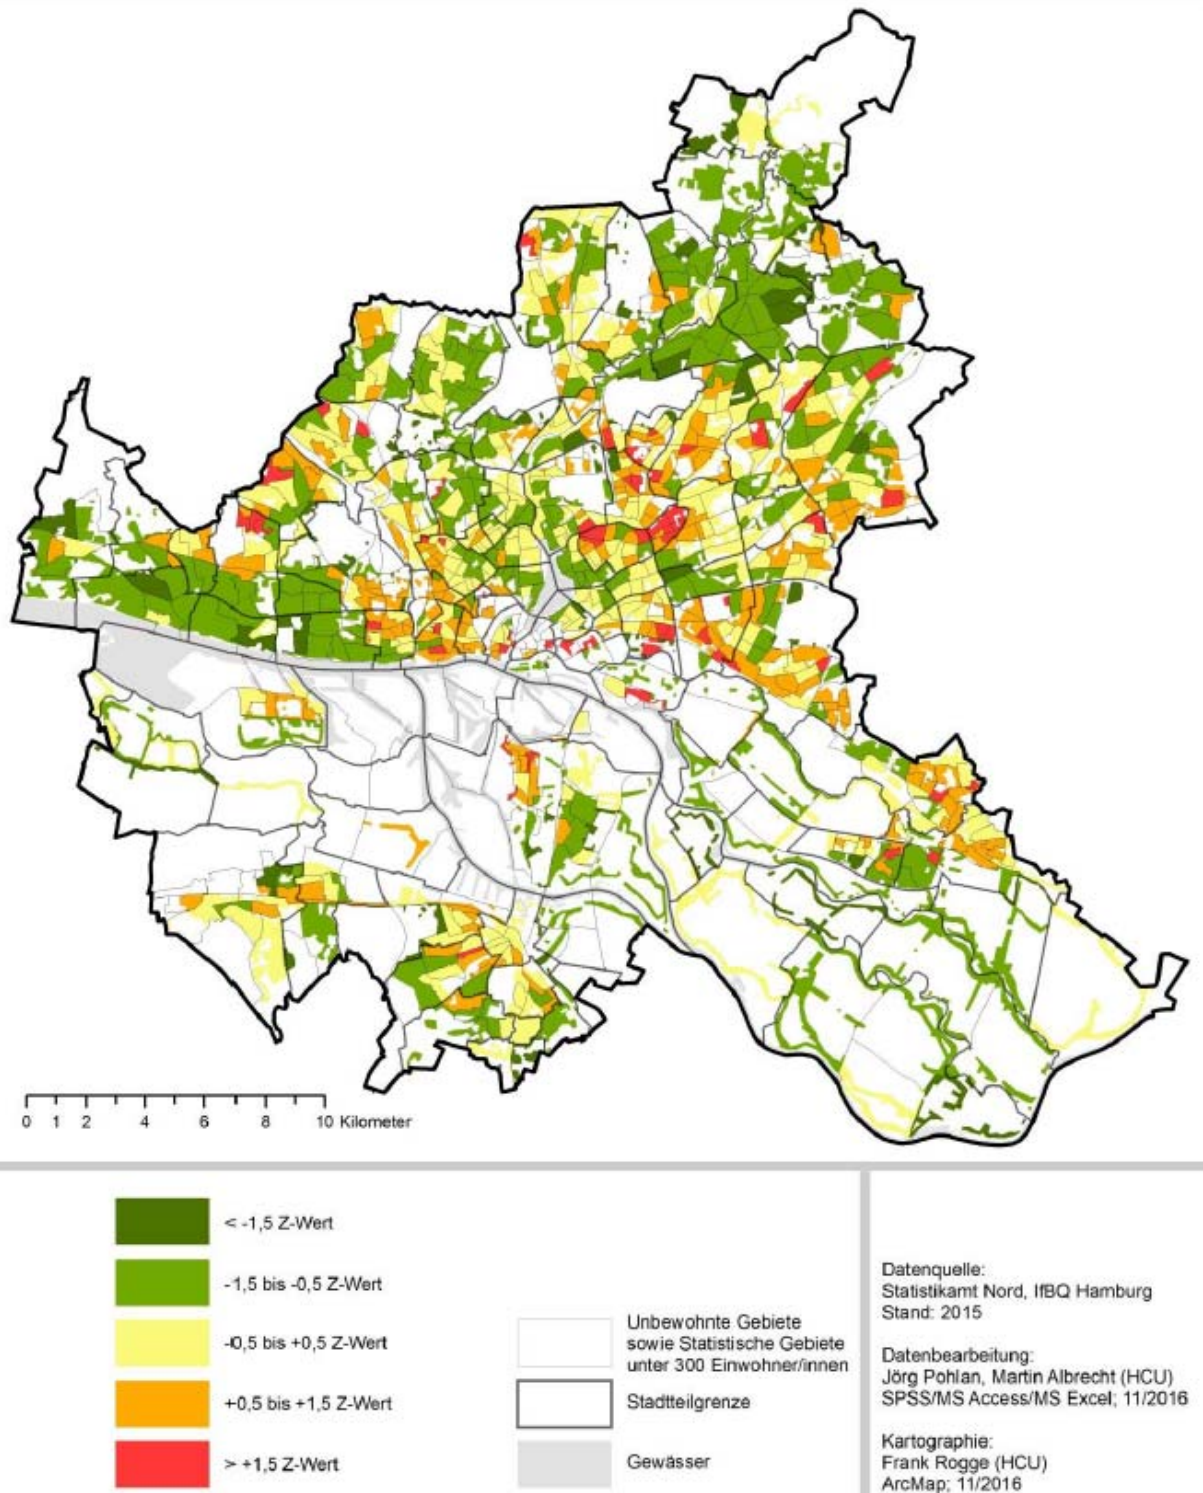 0 1 2 4 6 8 10 Kilometer
< -1,5 Z-Wert
-1,5 bis -0,5 Z-Wert
-0,5 bis +0,5 Z-Wert
+0,5 bis +1,5 Z-Wert
> +1,5 Z-Wert
Unbewohnte Gebiete
sowie Statistische Gebiete
unter 300 Einwohner/innen
Stadtteilgrenze
Gewässer
Datenquelle:
Statistikamt Nord, IfBQ Hamburg
Stand: 2015
Datenbearbeitung:
Jörg Pohlan, Martin Albrecht (HCU)
SPSS/MS Access/MS Excel; 11/2016
Kartographie:
Frank Rogge (HCU)
ArcMap; 11/2016